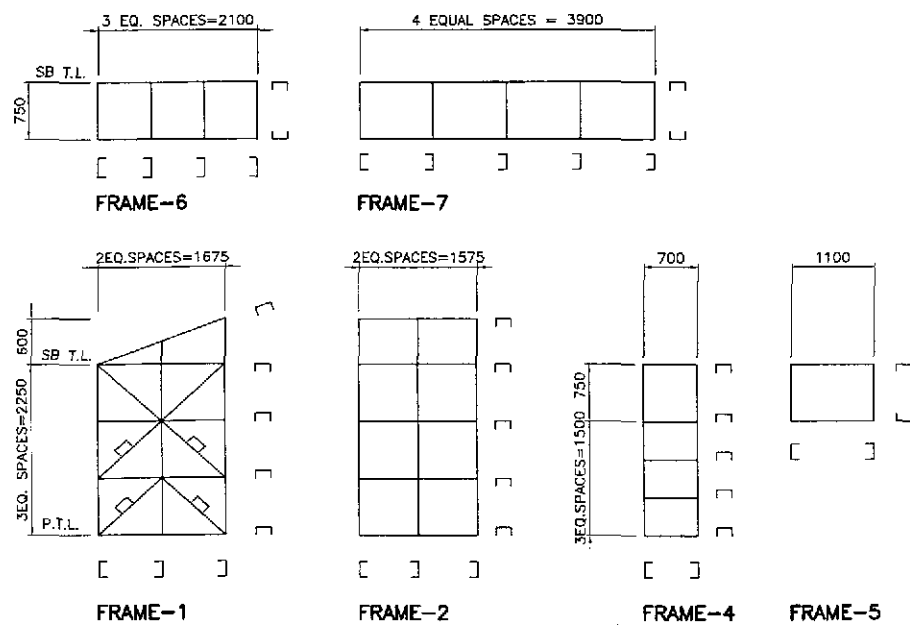 3 EQ. SPACES=2100
4 EQUAL SPACES = 3900
SB T.L.
750
FRAME-6
FRAME-7
2EQ.SPACES=1675
2EQ.SPACES=1575
700
1100
600
SB T.L.
3EQ. SPACES=2250
P.T.L.
750
3EQ.SPACES=1500
FRAME-1
FRAME-2
FRAME-4
FRAME-5